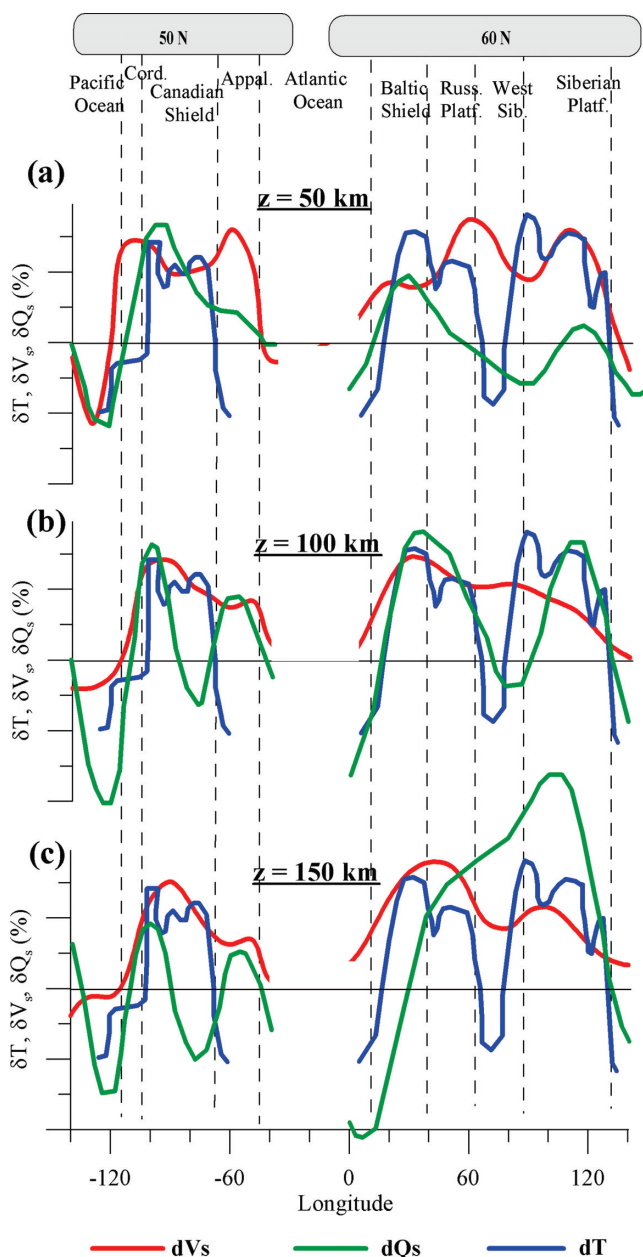 50 N
60 N
Pacific
Ocean
Cord.
Canadian
Shield
Appal.
Atlantic
Ocean
Baltic
Shield
Russ.
Platf.
West
Sib.
Siberian
Platf.
(a)
z = 50 km
δT, δVs, δQs (%)
(b)
z = 100 km
δT, δVs, δQs (%)
(c)
z = 150 km
δT, δVs, δQs (%)
-120
-60
0
60
120
Longitude
dVs
dQs
dT